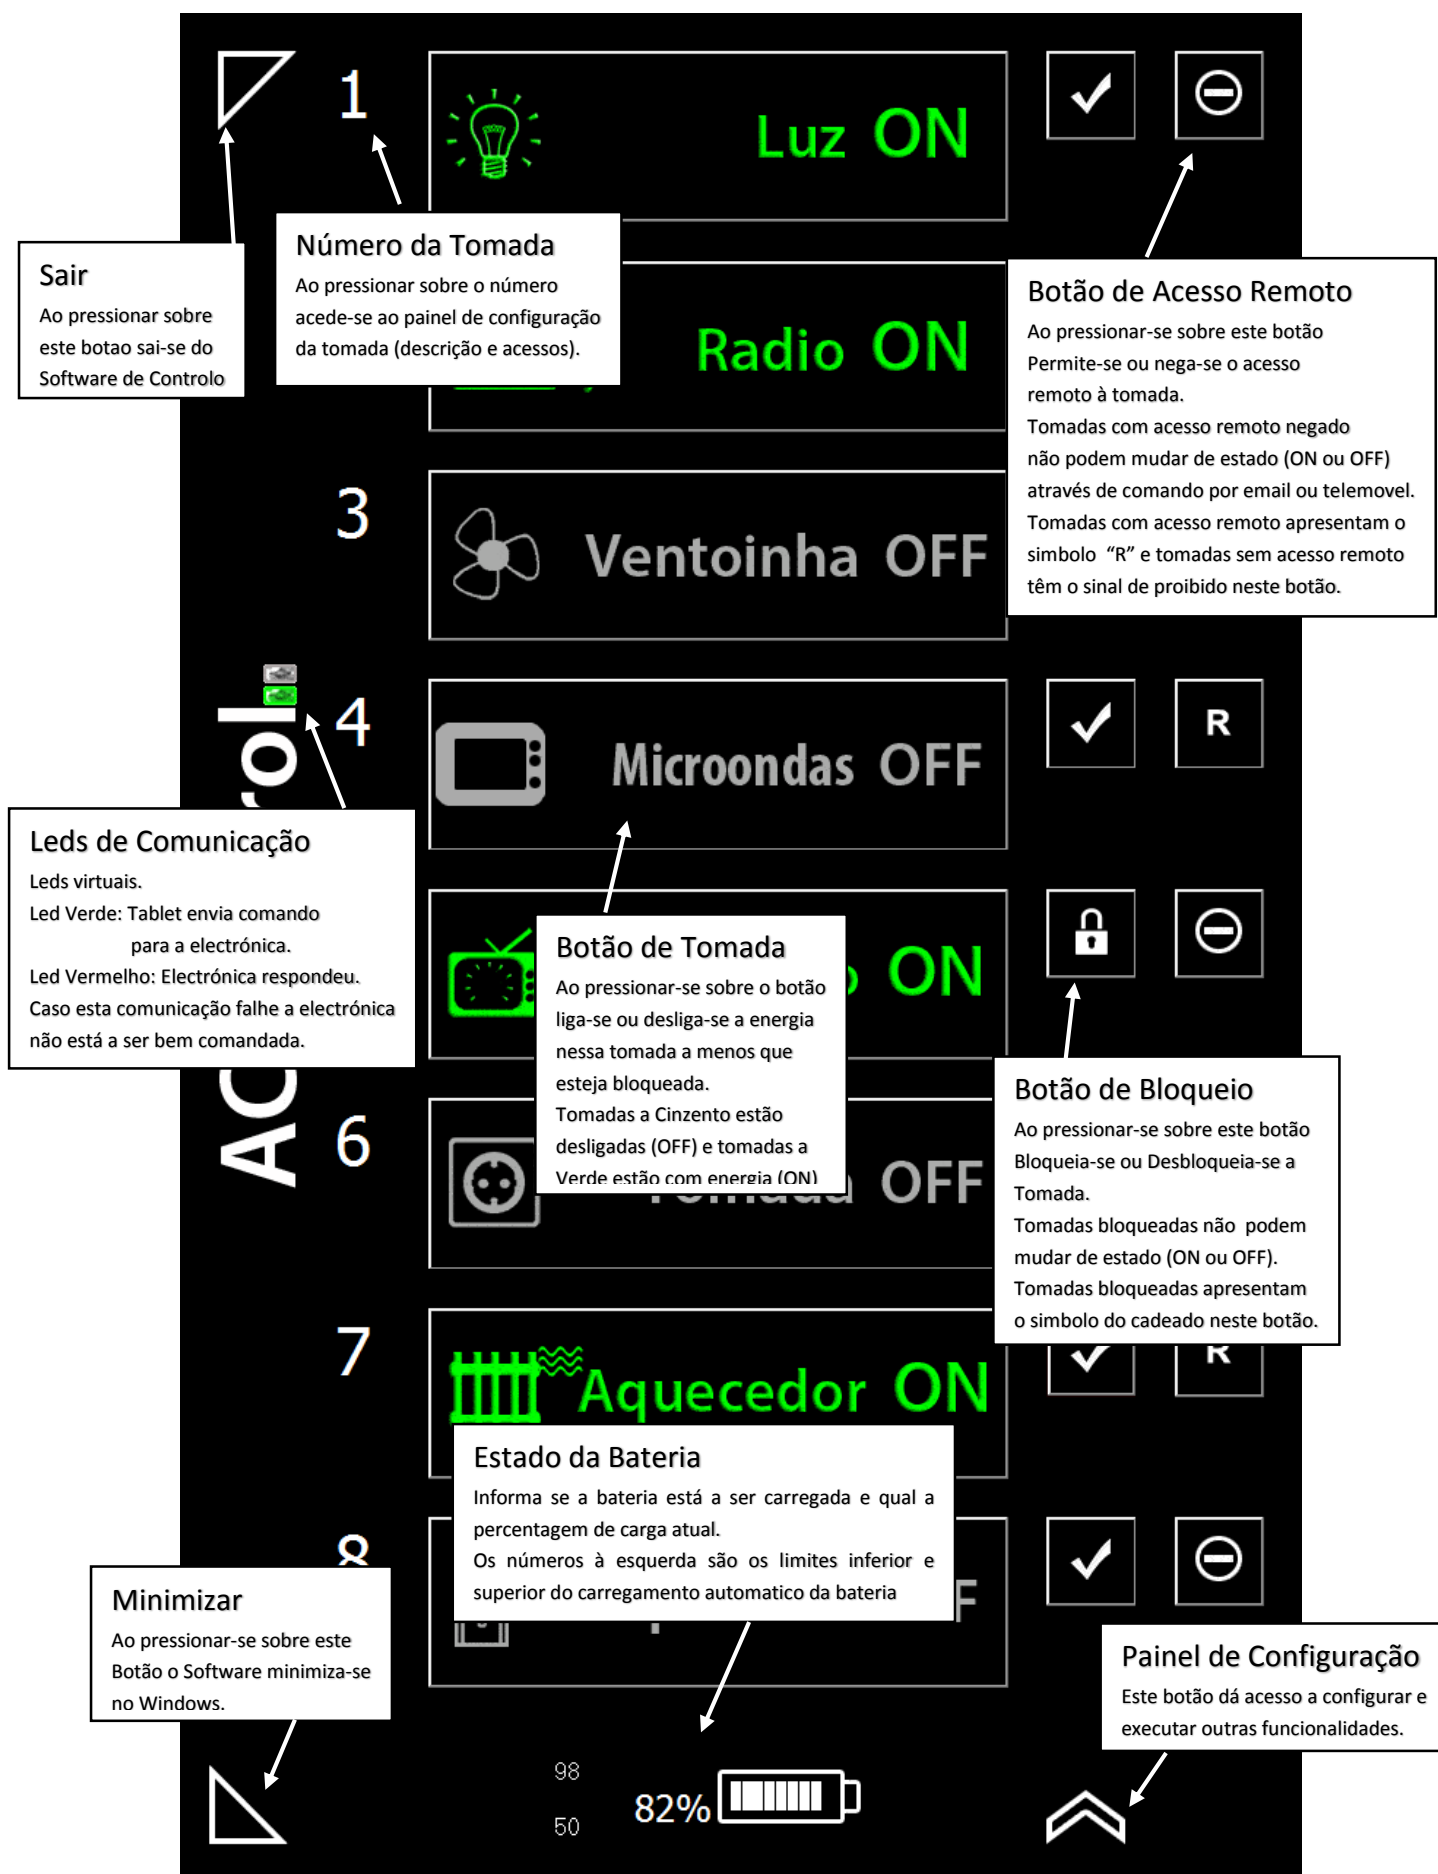 1
Luz ON
Número da Tomada
Ao pressionar sobre o número
acede-se ao painel de configuração
da tomada (descrição e acessos).
Sair
Ao pressionar sobre
este botao sai-se do
Software de Controlo
Radio ON
Botão de Acesso Remoto
Ao pressionar-se sobre este botão
Permite-se ou nega-se o acesso
remoto à tomada.
Tomadas com acesso remoto negado
não podem mudar de estado (ON ou OFF)
através de comando por email ou telemovel.
Tomadas com acesso remoto apresentam o
simbolo “R” e tomadas sem acesso remoto
têm o sinal de proibido neste botão.
3
Ventoinha OFF
4
Microondas OFF
R
Leds de Comunicação
Leds virtuais.
Led Verde: Tablet envia comando
para a electrónica.
Led Vermelho: Electrónica respondeu.
Caso esta comunicação falhe a electrónica
não está a ser bem comandada.
ON
Botão de Tomada
Ao pressionar-se sobre o botão
liga-se ou desliga-se a energia
nessa tomada a menos que
esteja bloqueada.
Tomadas a Cinzento estão
desligadas (OFF) e tomadas a
Verde estão com energia (ON)
Botão de Bloqueio
Ao pressionar-se sobre este botão
Bloqueia-se ou Desbloqueia-se a
Tomada.
Tomadas bloqueadas não podem
mudar de estado (ON ou OFF).
Tomadas bloqueadas apresentam
o simbolo do cadeado neste botão.
6
Tomada OFF
7
Aquecedor ON
R
Estado da Bateria
Informa se a bateria está a ser carregada e qual a
percentagem de carga atual.
Os números à esquerda são os limites inferior e
superior do carregamento automatico da bateria
8
Minimizar
Ao pressionar-se sobre este
Botão o Software minimiza-se
no Windows.
Painel de Configuração
Este botão dá acesso a configurar e
executar outras funcionalidades.
98
82%
50